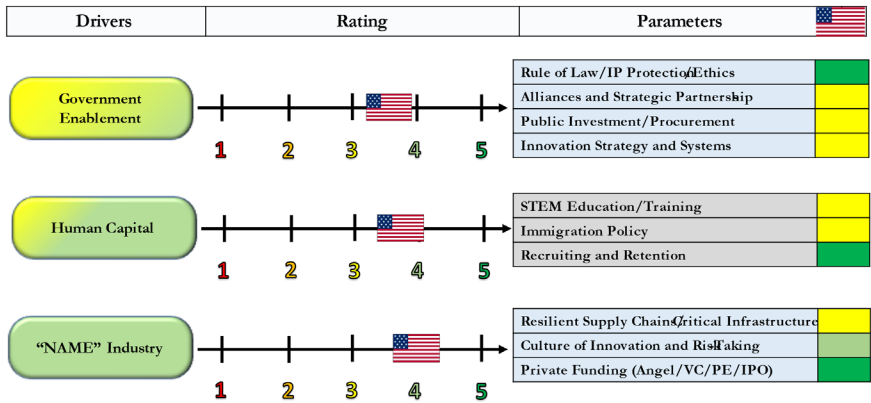 Drivers
Rating
Parameters
Government
Enablement
1 2 3 4 5
Rule of Law/IP Protection/Ethics
Alliances and Strategic Partnership
Public Investment/Procurement
Innovation Strategy and Systems
Human Capital
1 2 3 4 5
STEM Education/Training
Immigration Policy
Recruiting and Retention
“NAME” Industry
1 2 3 4 5
Resilient Supply Chains/Critical Infrastructure
Culture of Innovation and Risk-Taking
Private Funding (Angel/VC/PE/IPO)